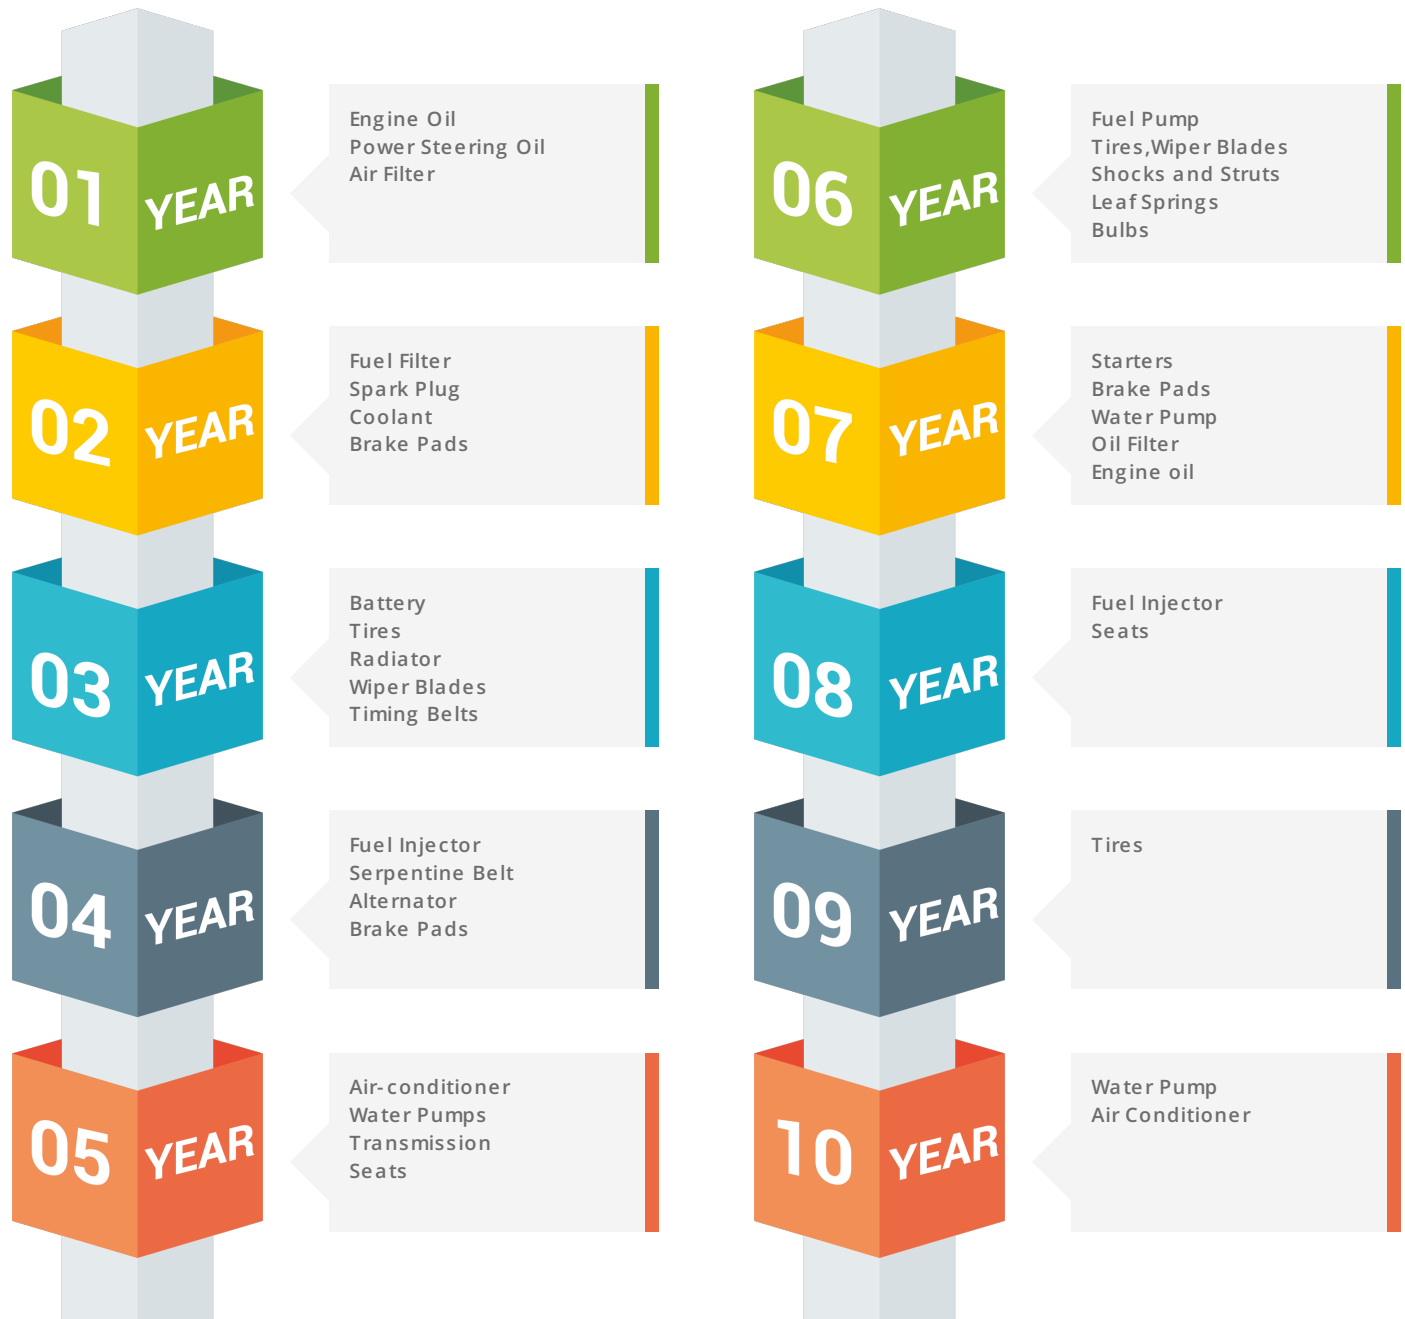 01 YEAR
Engine Oil
Power Steering Oil
Air Filter
02 YEAR
Fuel Filter
Spark Plug
Coolant
Brake Pads
03 YEAR
Battery
Tires
Radiator
Wiper Blades
Timing Belts
04 YEAR
Fuel Injector
Serpentine Belt
Alternator
Brake Pads
05 YEAR
Air-conditioner
Water Pumps
Transmission
Seats
06 YEAR
Fuel Pump
Tires,Wiper Blades
Shocks and Struts
Leaf Springs
Bulbs
07 YEAR
Starters
Brake Pads
Water Pump
Oil Filter
Engine oil
08 YEAR
Fuel Injector
Seats
09 YEAR
Tires
10 YEAR
Water Pump
Air Conditioner